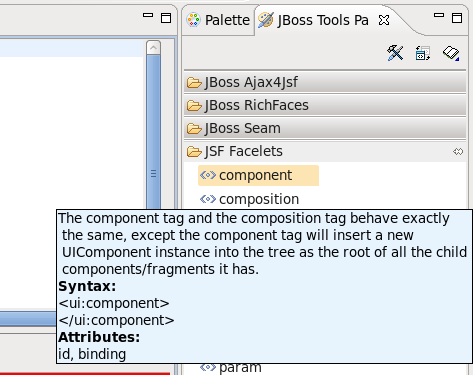 Palette
JBoss Tools Pa
JBoss Ajax4Jsf
JBoss RichFaces
JBoss Seam
JSF Facelets
component
composition
The component tag and the composition tag behave exactly
the same, except the component tag will insert a new
UIComponent instance into the tree as the root of all the child
components/fragments it has.
Syntax:
<ui:component>
</ui:component>
Attributes:
id, binding
param